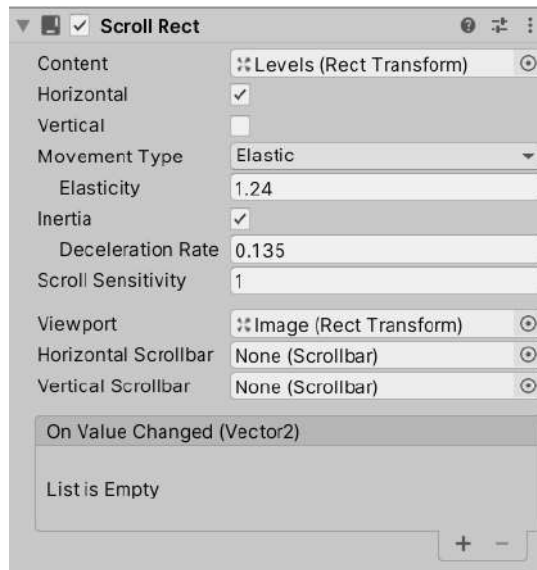 Scroll Rect
Content Levels (Rect Transform)
Horizontal
Vertical
Movement Type Elastic
Elasticity 1.24
Inertia
Deceleration Rate 0.135
Scroll Sensitivity 1
Viewport Image (Rect Transform)
Horizontal Scrollbar None (Scrollbar)
Vertical Scrollbar None (Scrollbar)
On Value Changed (Vector2)
List is Empty